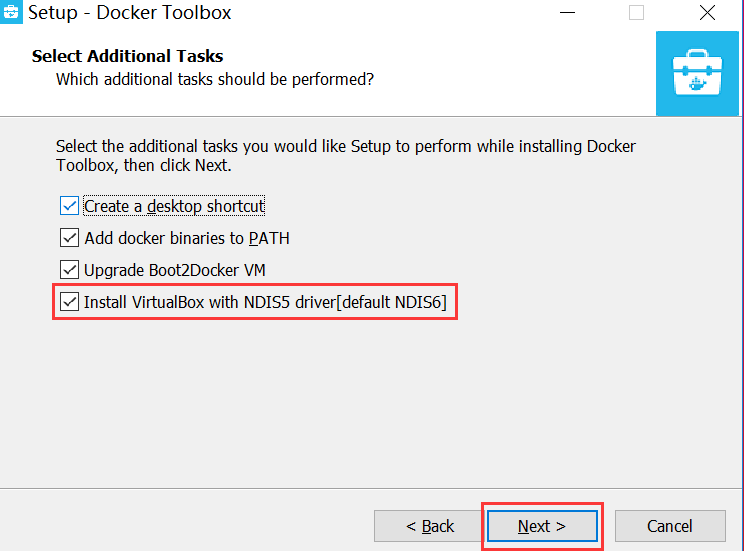 Setup - Docker Toolbox
Select Additional Tasks
Which additional tasks should be performed?
Select the additional tasks you would like Setup to perform while installing Docker
Toolbox, then click Next.
Create a desktop shortcut
Add docker binaries to PATH
Upgrade Boot2Docker VM
Install VirtualBox with NDIS5 driver[default NDIS6]
< Back
Next >
Cancel